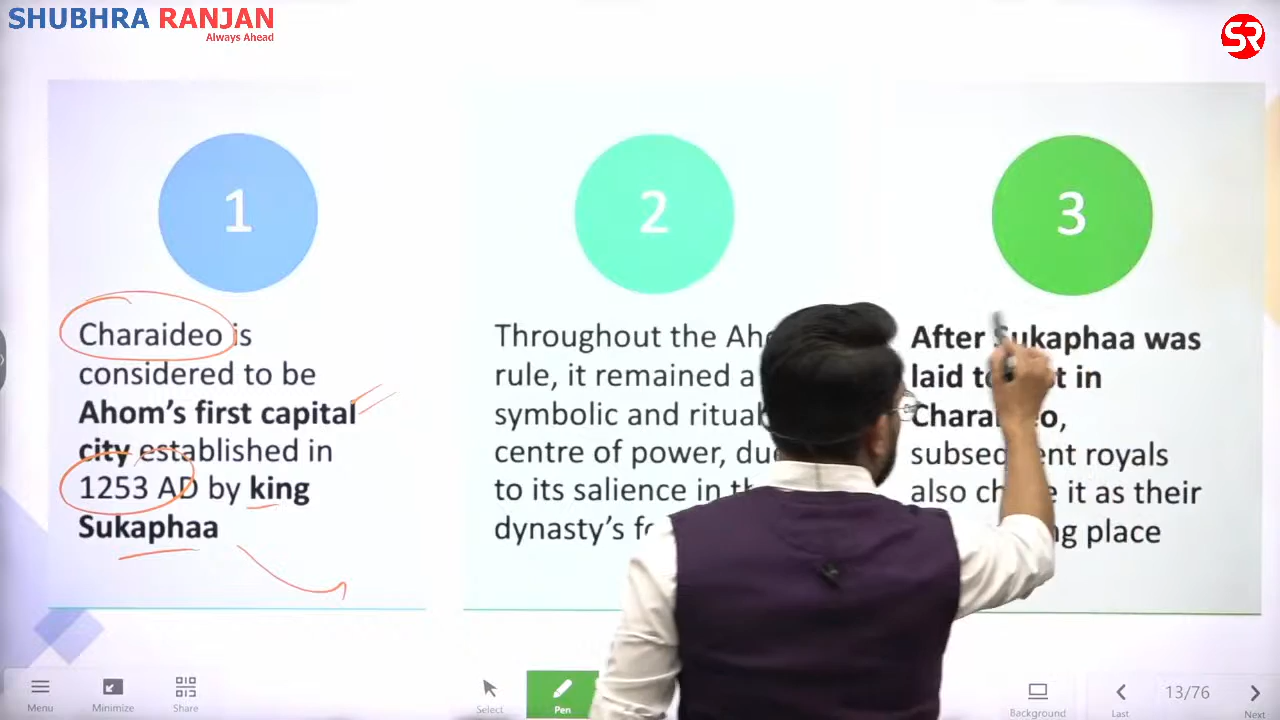 SHUBHRA RANJAN
Always Ahead
SR
1
Charaideo is
considered to be
Ahom's first capital
city established in
1253 AD by king
Sukaphaa
2
Throughout the
rule, it remained a
symbolic and
centre of power,
to its salience in
dynasty's
3
After Sukaphaa was
laid in
subsequent royals
also it as their
place
Menu
Minimize
Share
Select
Pen
Background
Last
13/76
Next